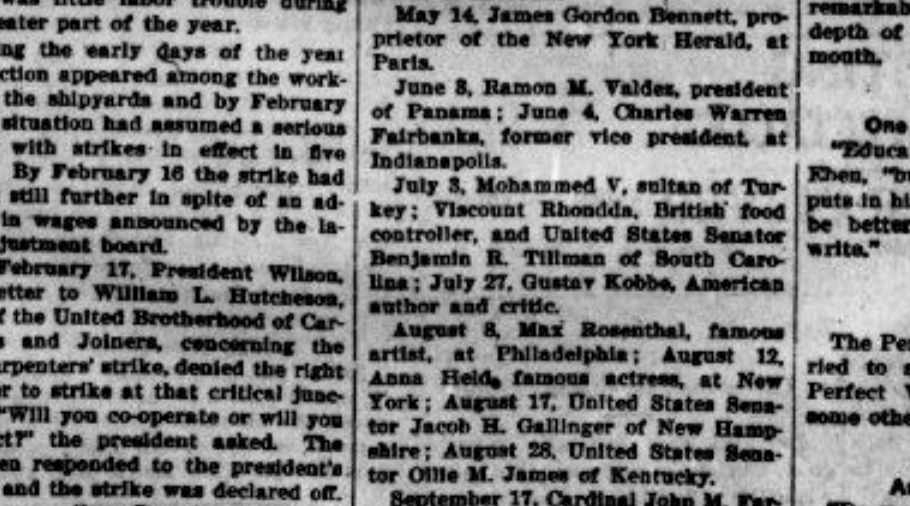 was little labor trouble during
eater part of the year.
ng the early days of the year
ction appeared among the work-
the shipyards and by February
situation had assumed a serious
with strikes in effect in five
By February 16 the strike had
still further in spite of an ad-
in wages announced by the la-
justment board.
February 17, President Wilson,
etter to William L. Hutcheson,
f the United Brotherhood of Car-
s and Joiners, concerning the
arpenters' strike, denied the right
or to strike at that critical junc-
"Will you co-operate or will you
ct?" the president asked. The
en responded to the president's
and the strike was declared off.
May 14, James Gordon Bennett, pro-
prietor of the New York Herald, at
Paris.
June 3, Ramon M. Valdez, president
of Panama; June 4, Charles Warren
Fairbanks, former vice president, at
Indianapolis.
July 3, Mohammed V, sultan of Tur-
key; Viscount Rhondda, British food
controller, and United States Senator
Benjamin R. Tillman of South Caro-
lina; July 27, Gustav Kobbe, American
author and critic.
August 8, Max Rosenthal, famous
artist, at Philadelphia; August 12,
Anna Held, famous actress, at New
York; August 17, United States Sena-
tor Jacob H. Gallinger of New Hamp-
shire; August 28, United States Sena-
tor Ollie M. James of Kentucky.
September 17, Cardinal John M. Far-
remarkab
depth of
month.
One
"Educa
Eben, "bu
puts in hi
be better
write."
The Per
ried to s
Perfect
some othe